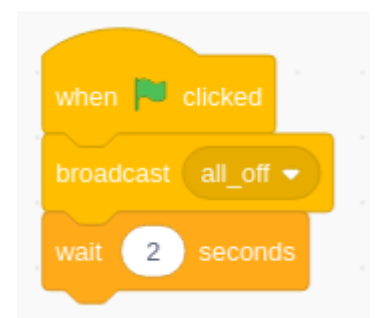 when clicked
broadcast all_off
wait 2 seconds